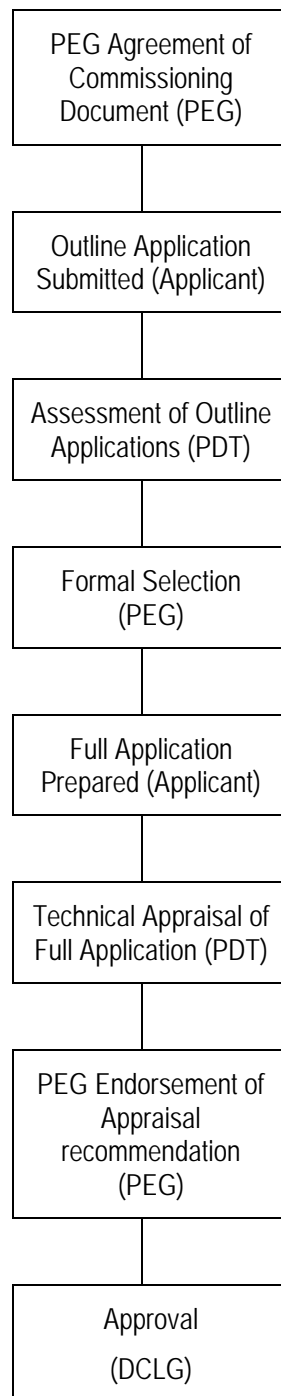 PEG Agreement of
Commissioning
Document (PEG)
Outline Application
Submitted (Applicant)
Assessment of Outline
Applications (PDT)
Formal Selection
(PEG)
Full Application
Prepared (Applicant)
Technical Appraisal of
Full Application (PDT)
PEG Endorsement of
Appraisal
recommendation
(PEG)
Approval
(DCLG)